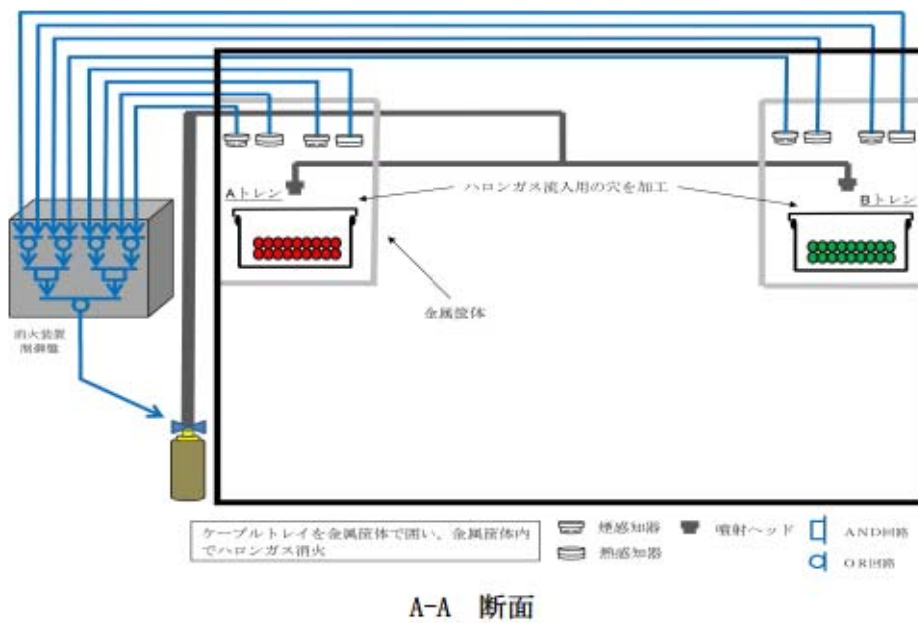 Aトレン
ハロンガス流入用の穴を加工
Bトレン
金属筐体
消火装置
制御盤
ケーブルトレイを金属筐体で囲い、金属筐体内
でハロンガス消火
煙感知器
噴射ヘッド
AND回路
熱感知器
OR回路
A-A 断面